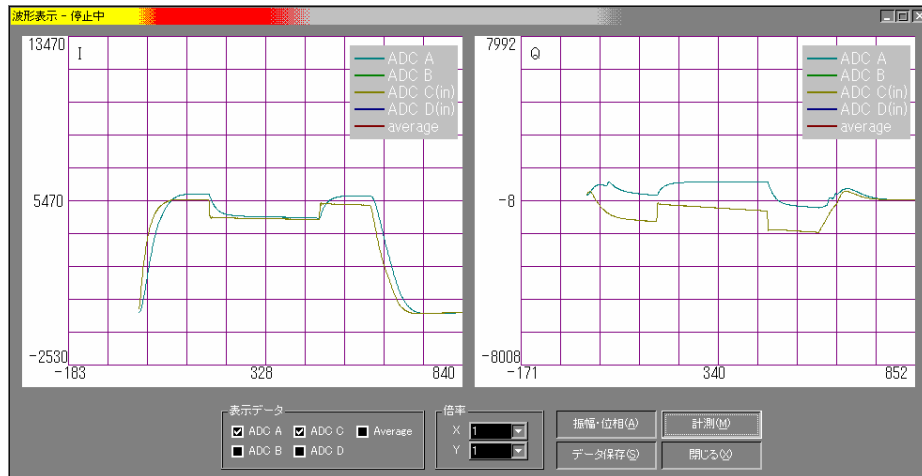 波形表示 - 停止中
13470
I
ADC A
ADC B
ADC C(in)
ADC D(in)
average
5470
-2530
-183
328
840
7992
Q
ADC A
ADC B
ADC C(in)
ADC D(in)
average
-8
-8008
-171
340
852
表示データ
ADC A ADC C Average
ADC B ADC D
倍率
X 1
Y 1
振幅・位相(A)
計測(M)
データ保存(S)
閉じる(X)